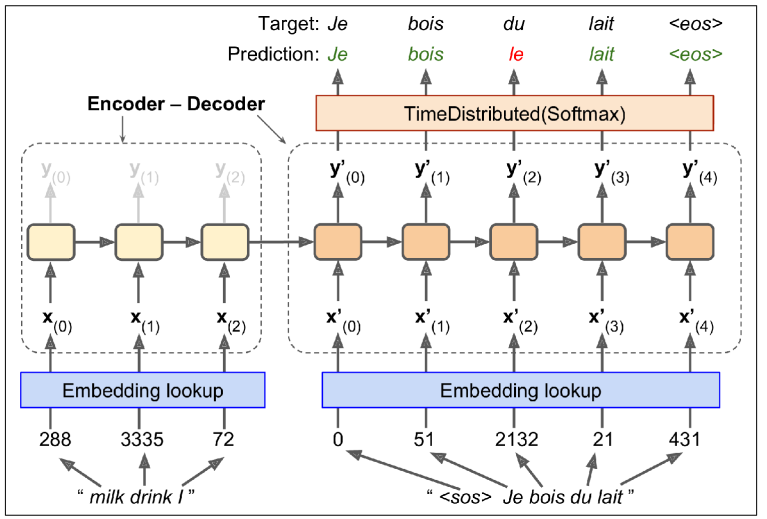 Target: Je bois du lait <eos>
Prediction: Je bois le lait <eos>
Encoder – Decoder
TimeDistributed(Softmax)
y(0) y(1) y(2) y'(0) y'(1) y'(2) y'(3) y'(4)
x(0) x(1) x(2) x'(0) x'(1) x'(2) x'(3) x'(4)
Embedding lookup Embedding lookup
288 3335 72 0 51 2132 21 431
“ milk drink I ” “ <sos> Je bois du lait ”